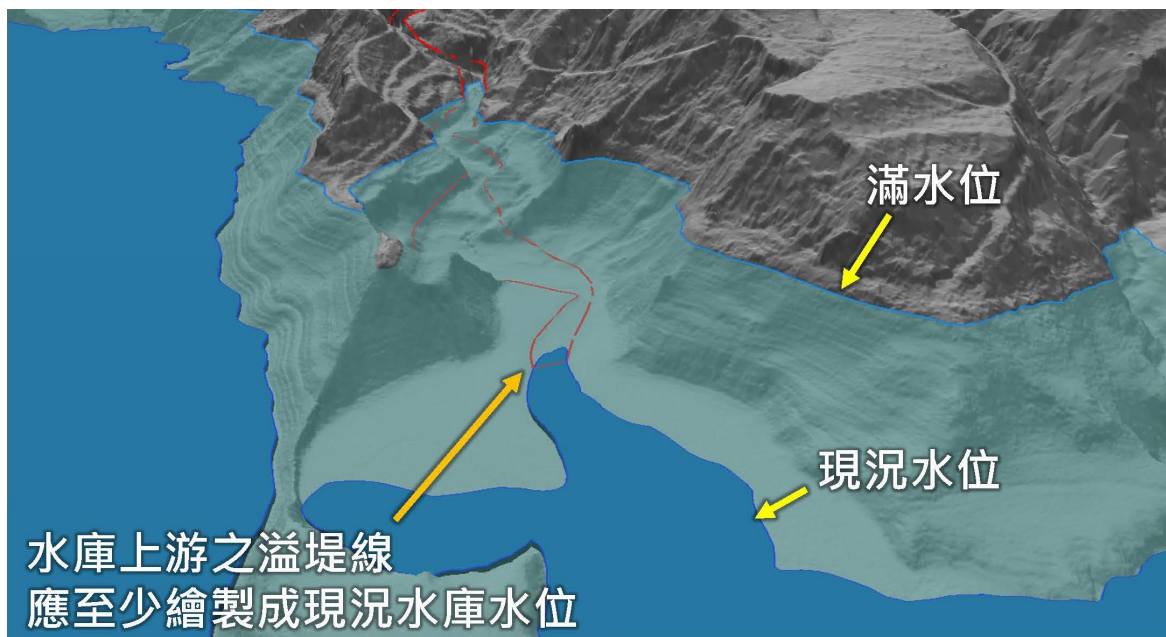 滿水位
現況水位
水庫上游之溢堤線
應至少繪製成現況水庫水位